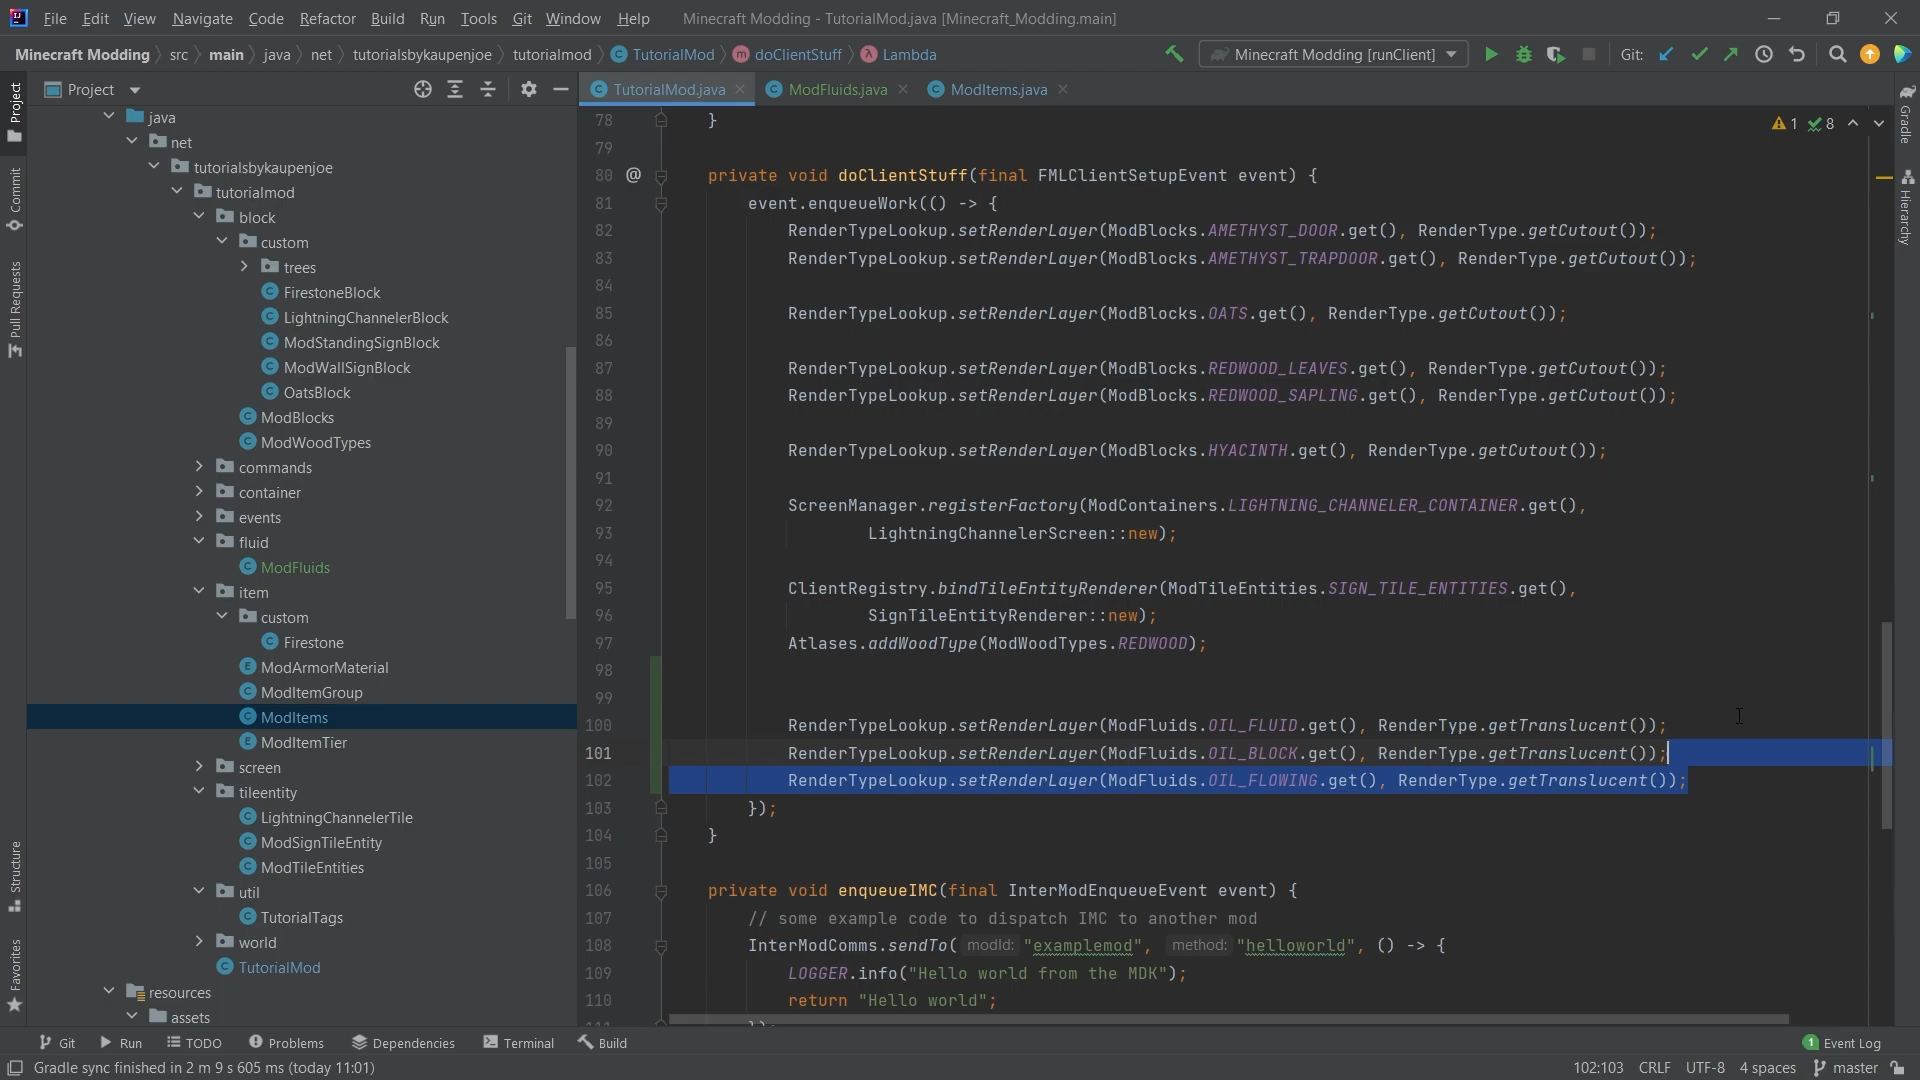 File Edit View Navigate Code Refactor Build Run Tools Git Window Help Minecraft Modding - TutorialMod.java [Minecraft_Modding.main]
Minecraft Modding src main java net tutorialsbykaupenjoe tutorialmod TutorialMod doClientStuff Lambda Minecraft Modding [runClient] Git:
Project TutorialMod.java ModFluids.java ModItems.java
Project
Commit
Pull Requests
Structure
Favorites
java
net
tutorialsbykaupenjoe
tutorialmod
block
custom
trees
FirestoneBlock
LightningChannelerBlock
ModStandingSignBlock
ModWallSignBlock
OatsBlock
ModBlocks
ModWoodTypes
commands
container
events
fluid
ModFluids
item
custom
Firestone
ModArmorMaterial
ModItemGroup
ModItems
ModItemTier
screen
tileentity
LightningChannelerTile
ModSignTileEntity
ModTileEntities
util
TutorialTags
world
TutorialMod
resources
assets
1 8
78 }
79
80 @ private void doClientStuff(final FMLClientSetupEvent event) {
81 event.enqueueWork(() -> {
82 RenderTypeLookup.setRenderLayer(ModBlocks.AMETHYST_DOOR.get(), RenderType.getCutout());
83 RenderTypeLookup.setRenderLayer(ModBlocks.AMETHYST_TRAPDOOR.get(), RenderType.getCutout());
84
85 RenderTypeLookup.setRenderLayer(ModBlocks.OATS.get(), RenderType.getCutout());
86
87 RenderTypeLookup.setRenderLayer(ModBlocks.REDWOOD_LEAVES.get(), RenderType.getCutout());
88 RenderTypeLookup.setRenderLayer(ModBlocks.REDWOOD_SAPLING.get(), RenderType.getCutout());
89
90 RenderTypeLookup.setRenderLayer(ModBlocks.HYACINTH.get(), RenderType.getCutout());
91
92 ScreenManager.registerFactory(ModContainers.LIGHTNING_CHANNELER_CONTAINER.get(),
93 LightningChannelerScreen::new);
94
95 ClientRegistry.bindTileEntityRenderer(ModTileEntities.SIGN_TILE_ENTITIES.get(),
96 SignTileEntityRenderer::new);
97 Atlases.addWoodType(ModWoodTypes.REDWOOD);
98
99
100 RenderTypeLookup.setRenderLayer(ModFluids.OIL_FLUID.get(), RenderType.getTranslucent());
101 RenderTypeLookup.setRenderLayer(ModFluids.OIL_BLOCK.get(), RenderType.getTranslucent());
102 RenderTypeLookup.setRenderLayer(ModFluids.OIL_FLOWING.get(), RenderType.getTranslucent());
103 });
104 }
105
106 private void enqueueIMC(final InterModEnqueueEvent event) {
107 // some example code to dispatch IMC to another mod
108 InterModComms.sendTo( modId: "examplemod", method: "helloworld", () -> {
109 LOGGER.info("Hello world from the MDK");
110 return "Hello world";
Gradle
Hierarchy
Git Run TODO Problems Dependencies Terminal Build 1 Event Log
Gradle sync finished in 2 m 9 s 605 ms (today 11:01) 102:103 CRLF UTF-8 4 spaces master